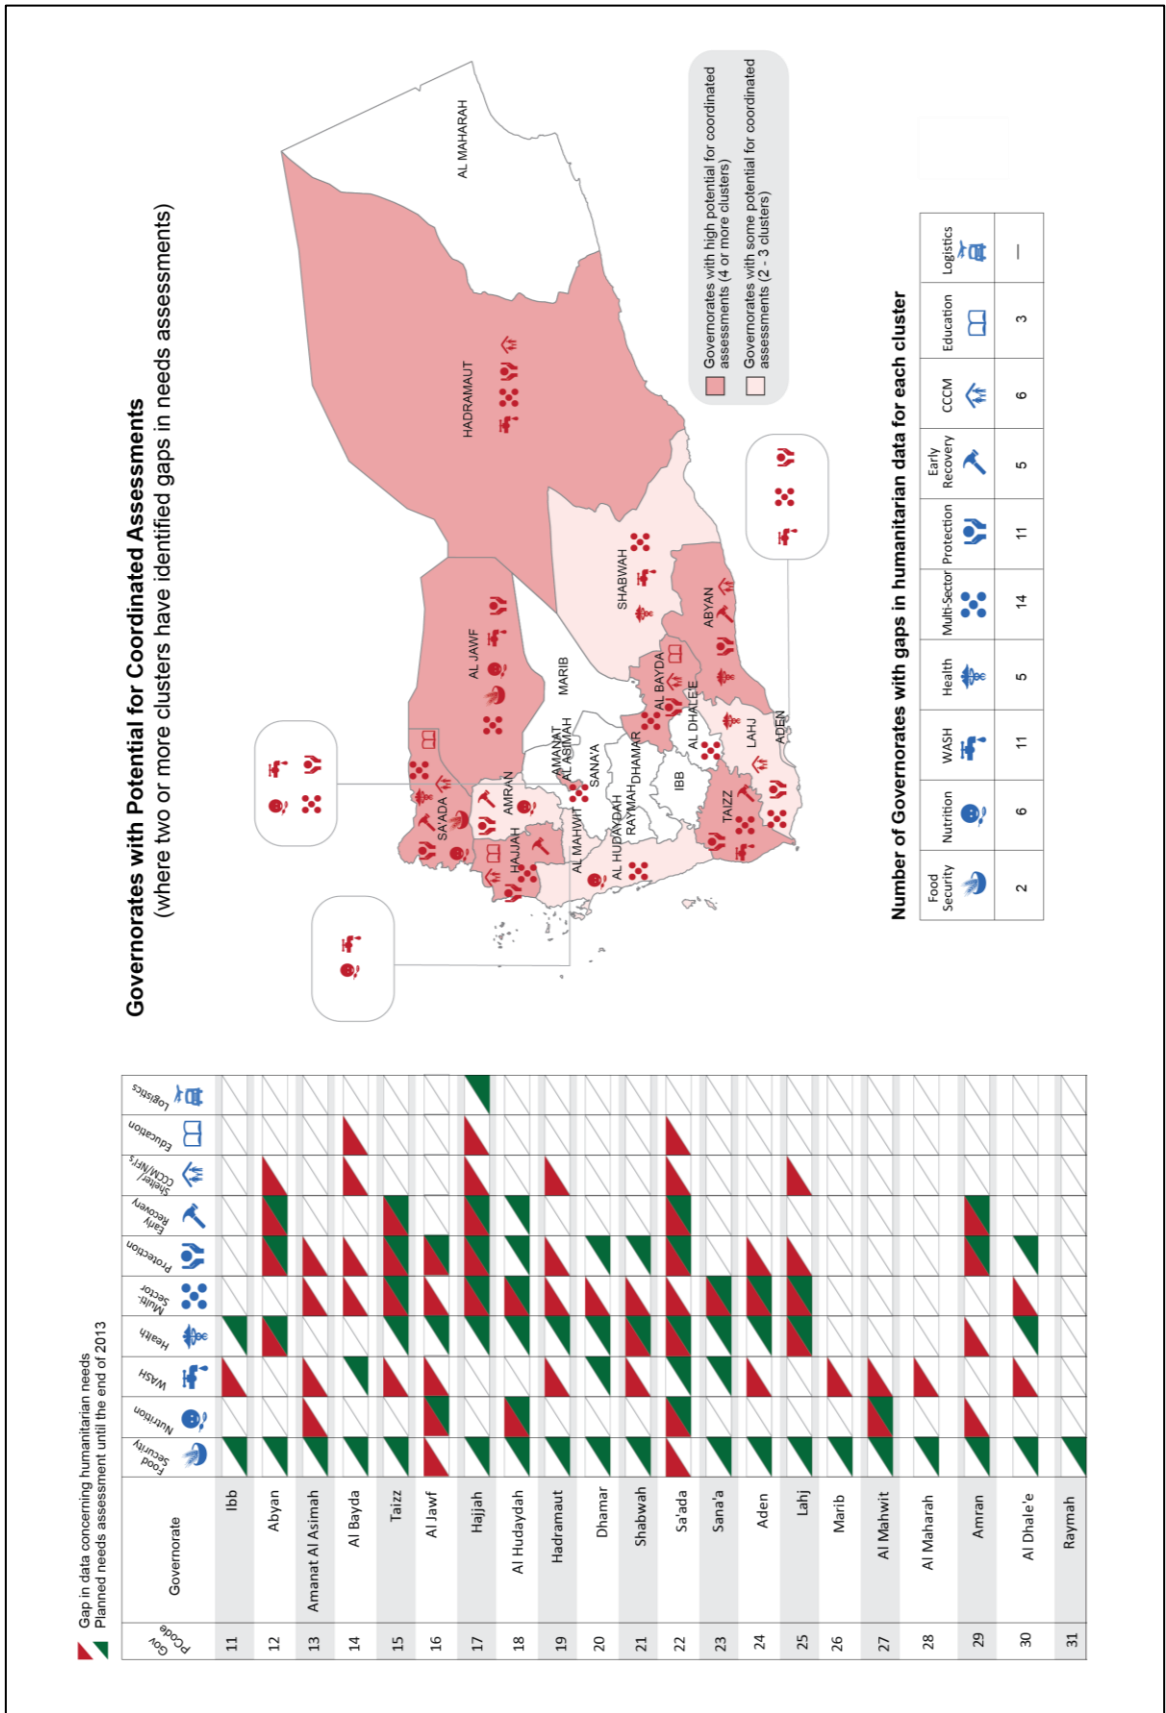 Gap in data concerning humanitarian needs
Planned needs assessment until the end of 2013
Gov
PCode
Governorate
Food
Security
Nutrition
WASH
Health
Multi-
Sector
Protection
Early
Recovery
Shelter/
CCCM/NFI's
Education
Logistics
11 Ibb
12 Abyan
13 Amanat Al Asimah
14 Al Bayda
15 Taizz
16 Al Jawf
17 Hajjah
18 Al Hudaydah
19 Hadramaut
20 Dhamar
21 Shabwah
22 Sa'ada
23 Sana'a
24 Aden
25 Lahj
26 Marib
27 Al Mahwit
28 Al Maharah
29 Amran
30 Al Dhale'e
31 Raymah
Governorates with Potential for Coordinated Assessments
(where two or more clusters have identified gaps in needs assessments)
SA'ADA
AL JAWF
HADRAMAUT
AL MAHARAH
HAJJAH
AMRAN
AL MAHWIT
AMANAT
AL ASIMAH
MARIB
SANA'A
AL HUDAYDAH
RAYMAH
DHAMAR
SHABWAH
AL BAYDA
IBB
AL DHALE'E
ABYAN
TAIZZ
LAHJ
ADEN
Governorates with high potential for coordinated
assessments (4 or more clusters)
Governorates with some potential for coordinated
assessments (2 - 3 clusters)
Number of Governorates with gaps in humanitarian data for each cluster
Food
Security
Nutrition
WASH
Health
Multi-Sector
Protection
Early
Recovery
CCCM
Education
Logistics
2 6 11 5 14 11 5 6 3 —